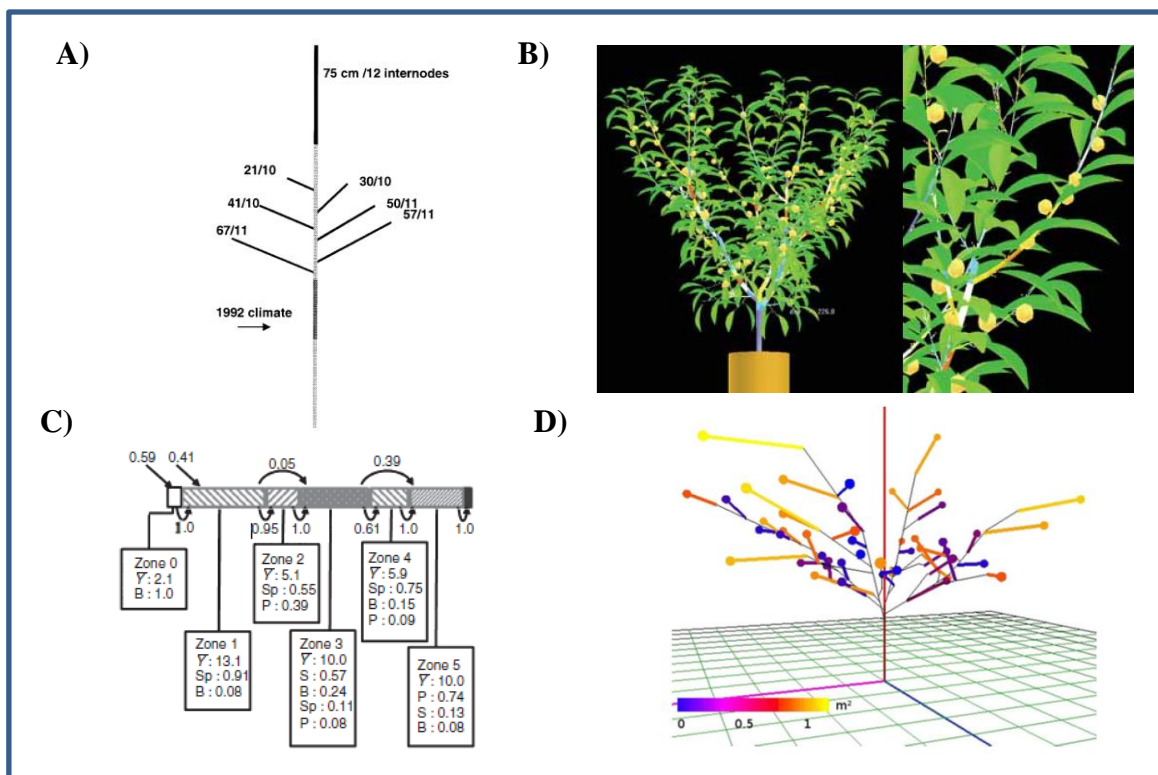 A)
75 cm /12 internodes
21/10
30/10
41/10
50/11
57/11
67/11
1992 climate
B)
C)
0.59 0.41 0.05 0.39
1.0 0.95 1.0 0.61 1.0 1.0
Zone 0
Y̅: 2.1
B : 1.0
Zone 1
Y̅: 13.1
Sp : 0.91
B : 0.08
Zone 2
Y̅: 5.1
Sp : 0.55
P : 0.39
Zone 3
Y̅: 10.0
S : 0.57
B : 0.24
Sp : 0.11
P : 0.08
Zone 4
Y̅: 5.9
Sp : 0.75
B : 0.15
P : 0.09
Zone 5
Y̅: 10.0
P : 0.74
S : 0.13
B : 0.08
D)
m²
0 0.5 1